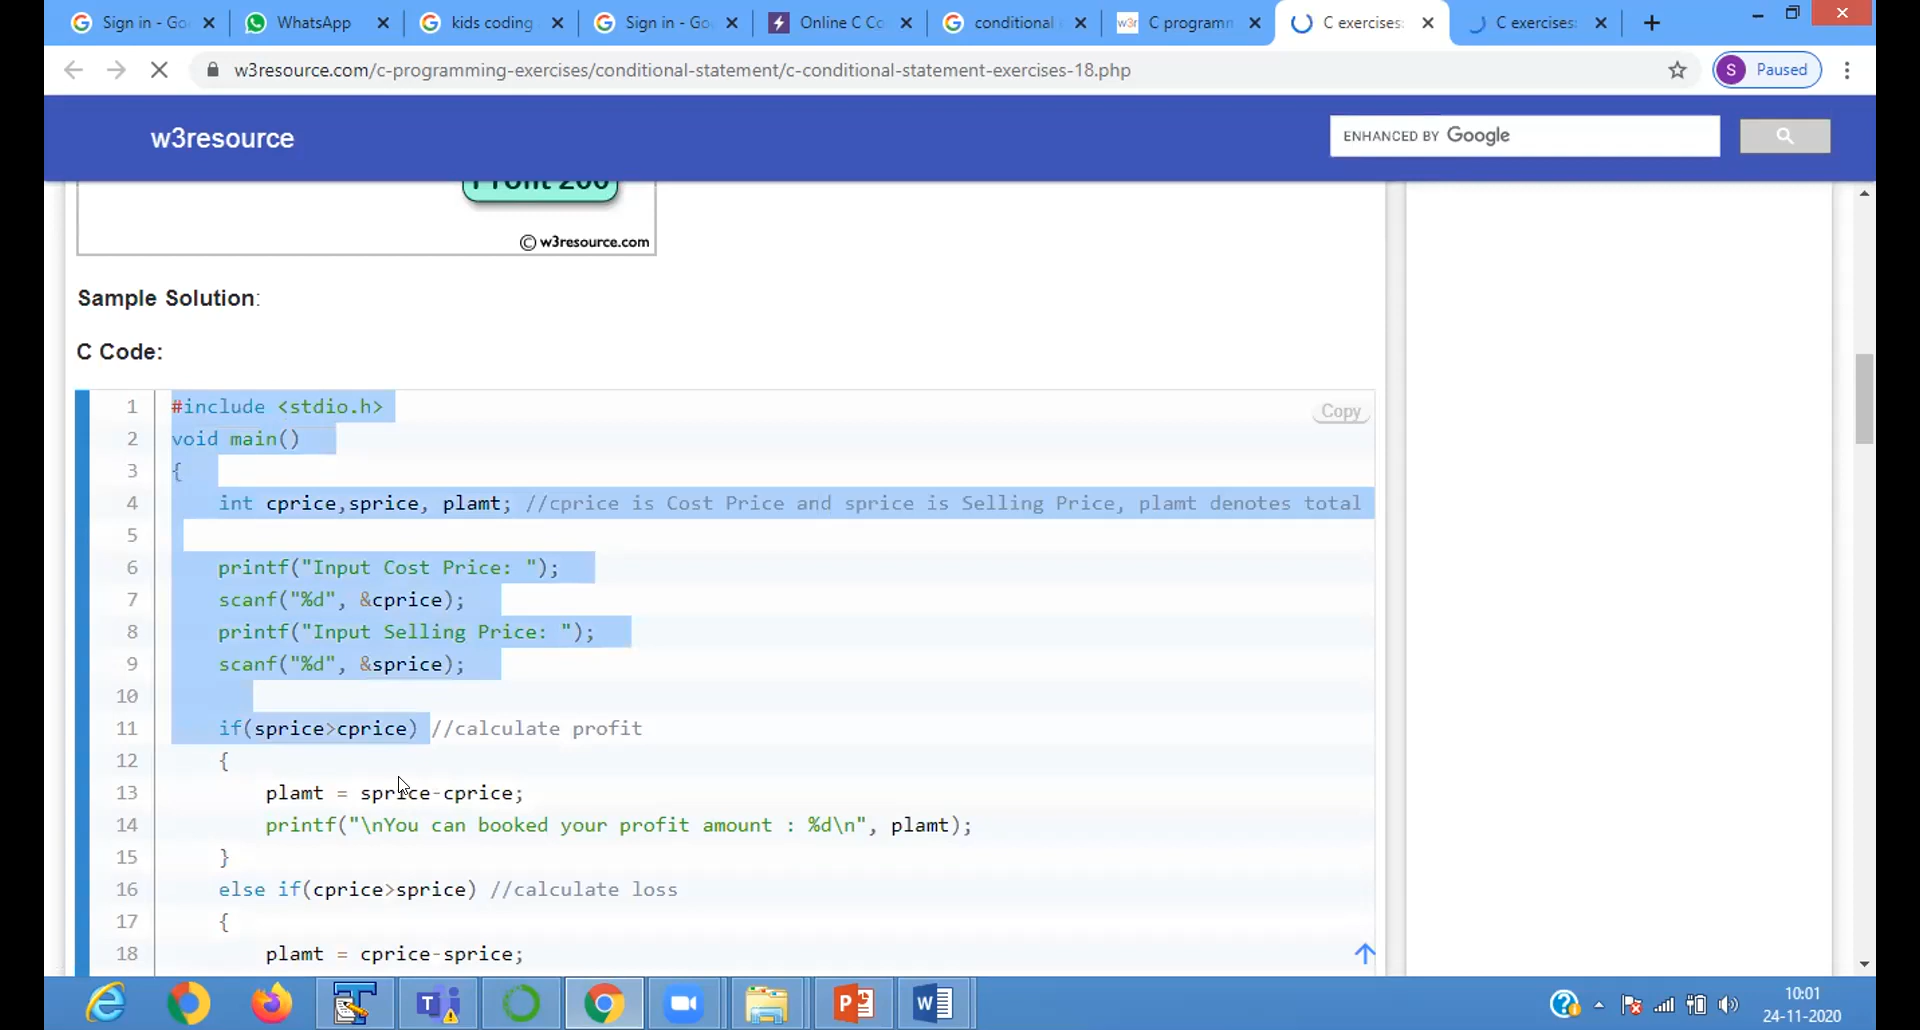 Sign in - Go
WhatsApp
kids coding
Sign in - Go
Online C Co
conditional
w3r C programm
C exercises:
C exercises:
w3resource.com/c-programming-exercises/conditional-statement/c-conditional-statement-exercises-18.php
S Paused
w3resource
ENHANCED BY Google
Profit 200
© w3resource.com
Sample Solution:
C Code:
Copy
1 #include <stdio.h>
2 void main()
3 {
4 int cprice,sprice, plamt; //cprice is Cost Price and sprice is Selling Price, plamt denotes total
5
6 printf("Input Cost Price: ");
7 scanf("%d", &cprice);
8 printf("Input Selling Price: ");
9 scanf("%d", &sprice);
10
11 if(sprice>cprice) //calculate profit
12 {
13 plamt = sprice-cprice;
14 printf("\nYou can booked your profit amount : %d\n", plamt);
15 }
16 else if(cprice>sprice) //calculate loss
17 {
18 plamt = cprice-sprice;
10:01
24-11-2020